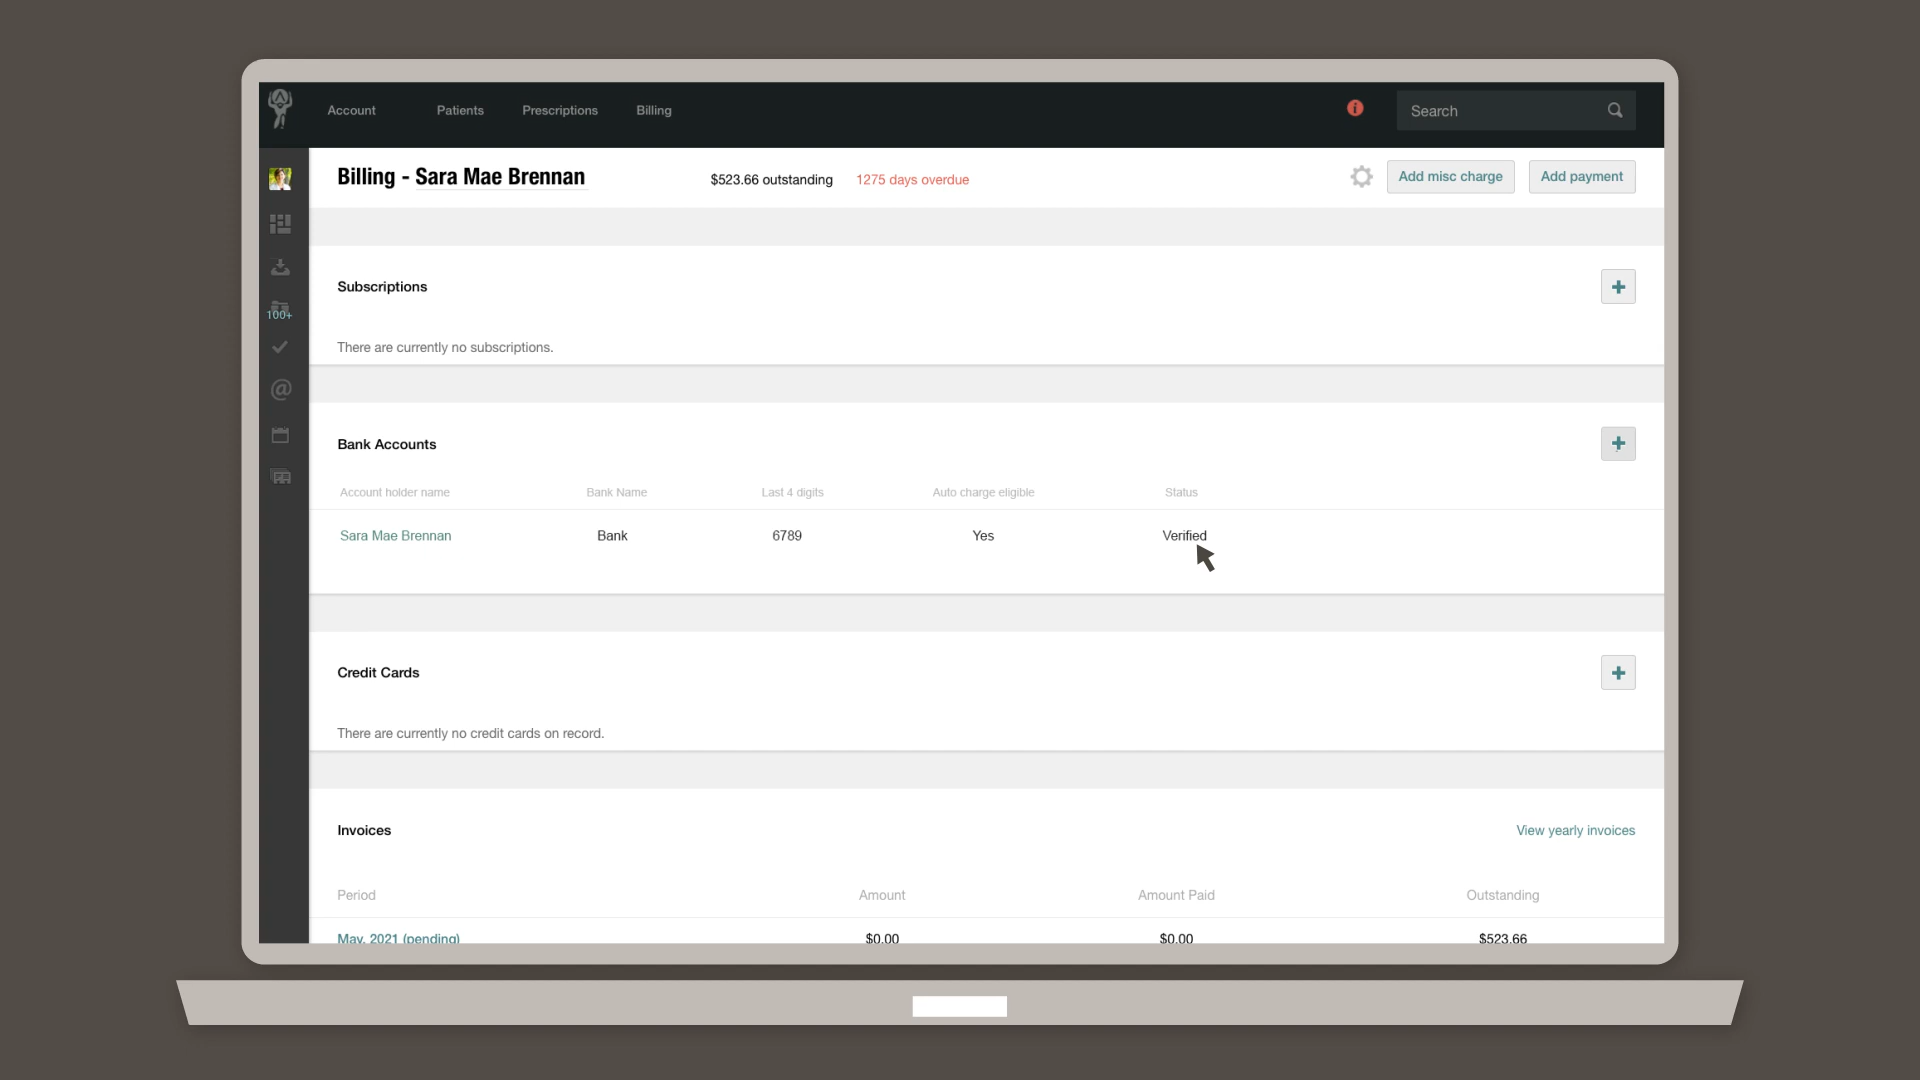 Account Patients Prescriptions Billing Search
Billing - Sara Mae Brennan $523.66 outstanding 1275 days overdue Add misc charge Add payment
Subscriptions
100+
There are currently no subscriptions.
@
Bank Accounts
Account holder name Bank Name Last 4 digits Auto charge eligible Status
Sara Mae Brennan Bank 6789 Yes Verified
Credit Cards
There are currently no credit cards on record.
Invoices View yearly invoices
Period Amount Amount Paid Outstanding
May, 2021 (pending) $0.00 $0.00 $523.66